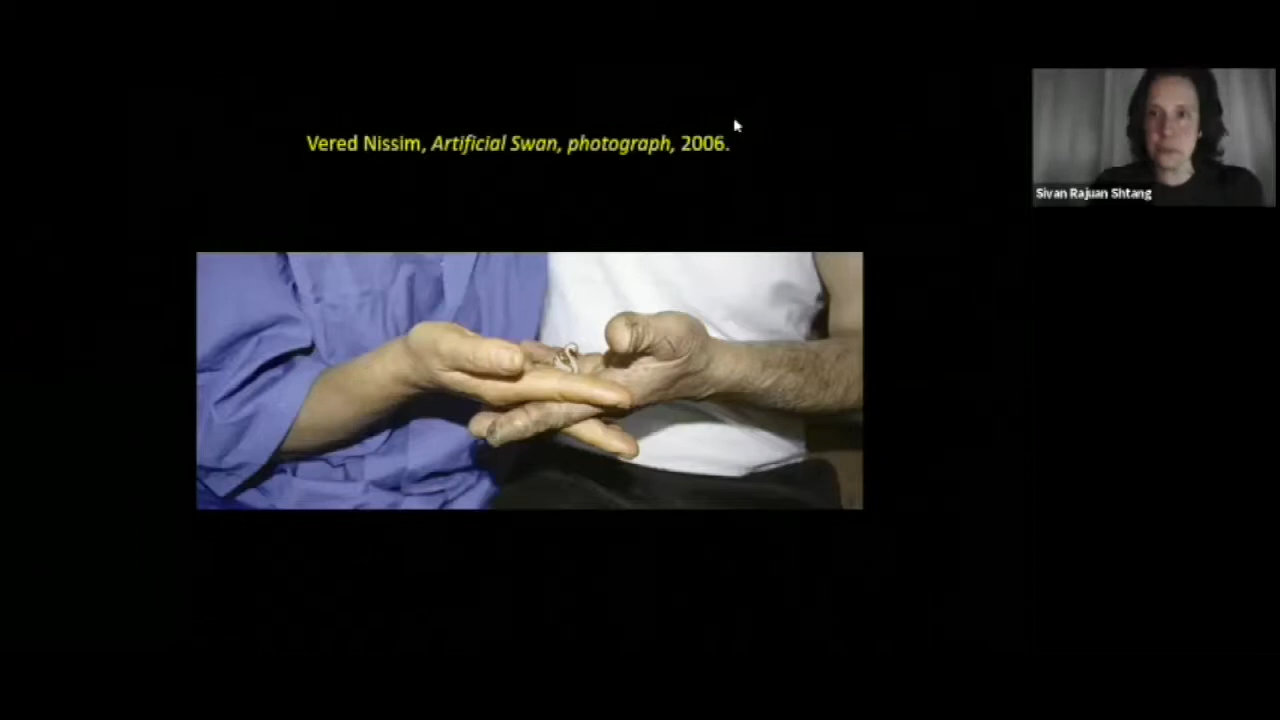 Vered Nissim, Artificial Swan, photograph, 2006.
Sivan Rajuan Shtang